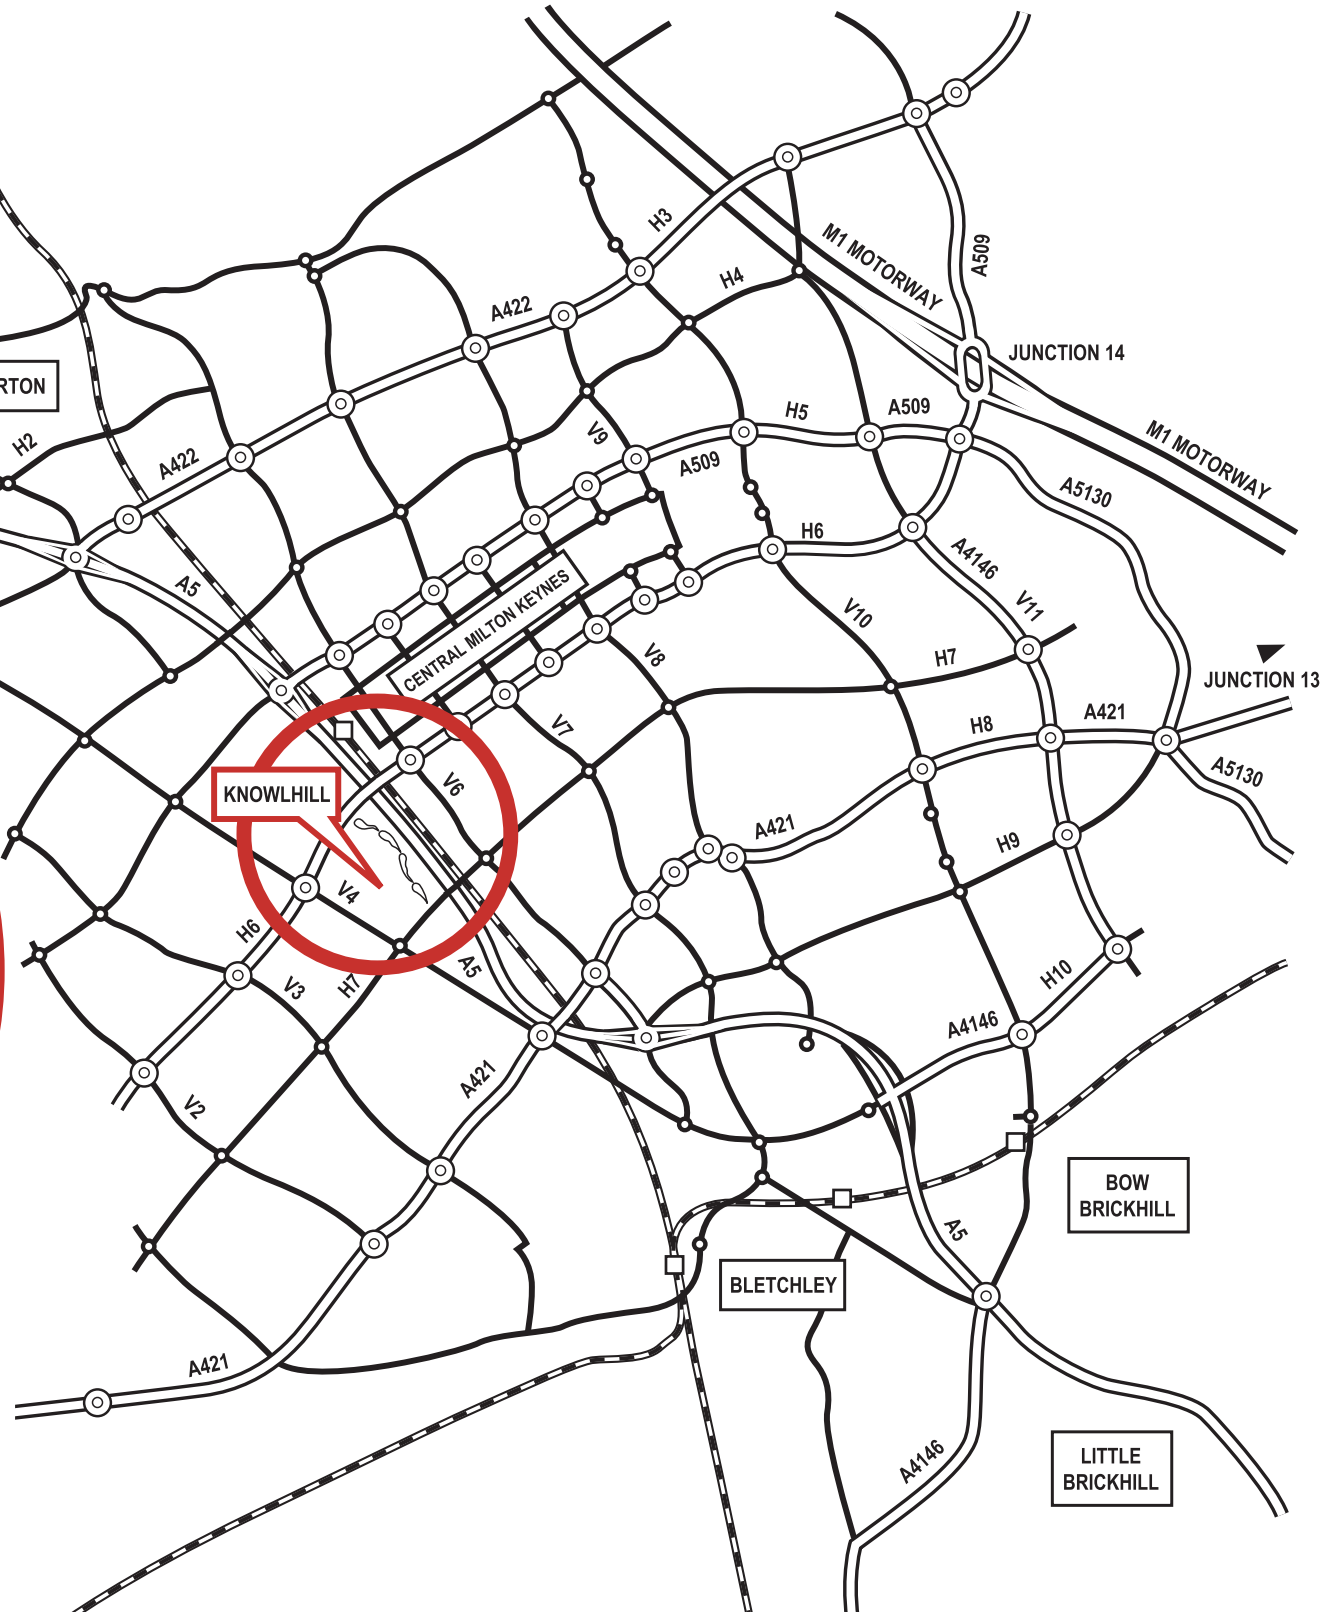 H3
A509
M1 MOTORWAY
H4
A422
JUNCTION 14
RTON
H2
A422
V9
H5
A509
A509
M1 MOTORWAY
A5130
H6
A5
A4146
CENTRAL MILTON KEYNES
V10
V11
V8
H7
JUNCTION 13
V7
H8
A421
V6
A5130
KNOWLHILL
A421
H9
V4
H6
V3
H7
A5
H10
A4146
A421
V2
BOW
BRICKHILL
A5
BLETCHLEY
A421
A4146
LITTLE
BRICKHILL